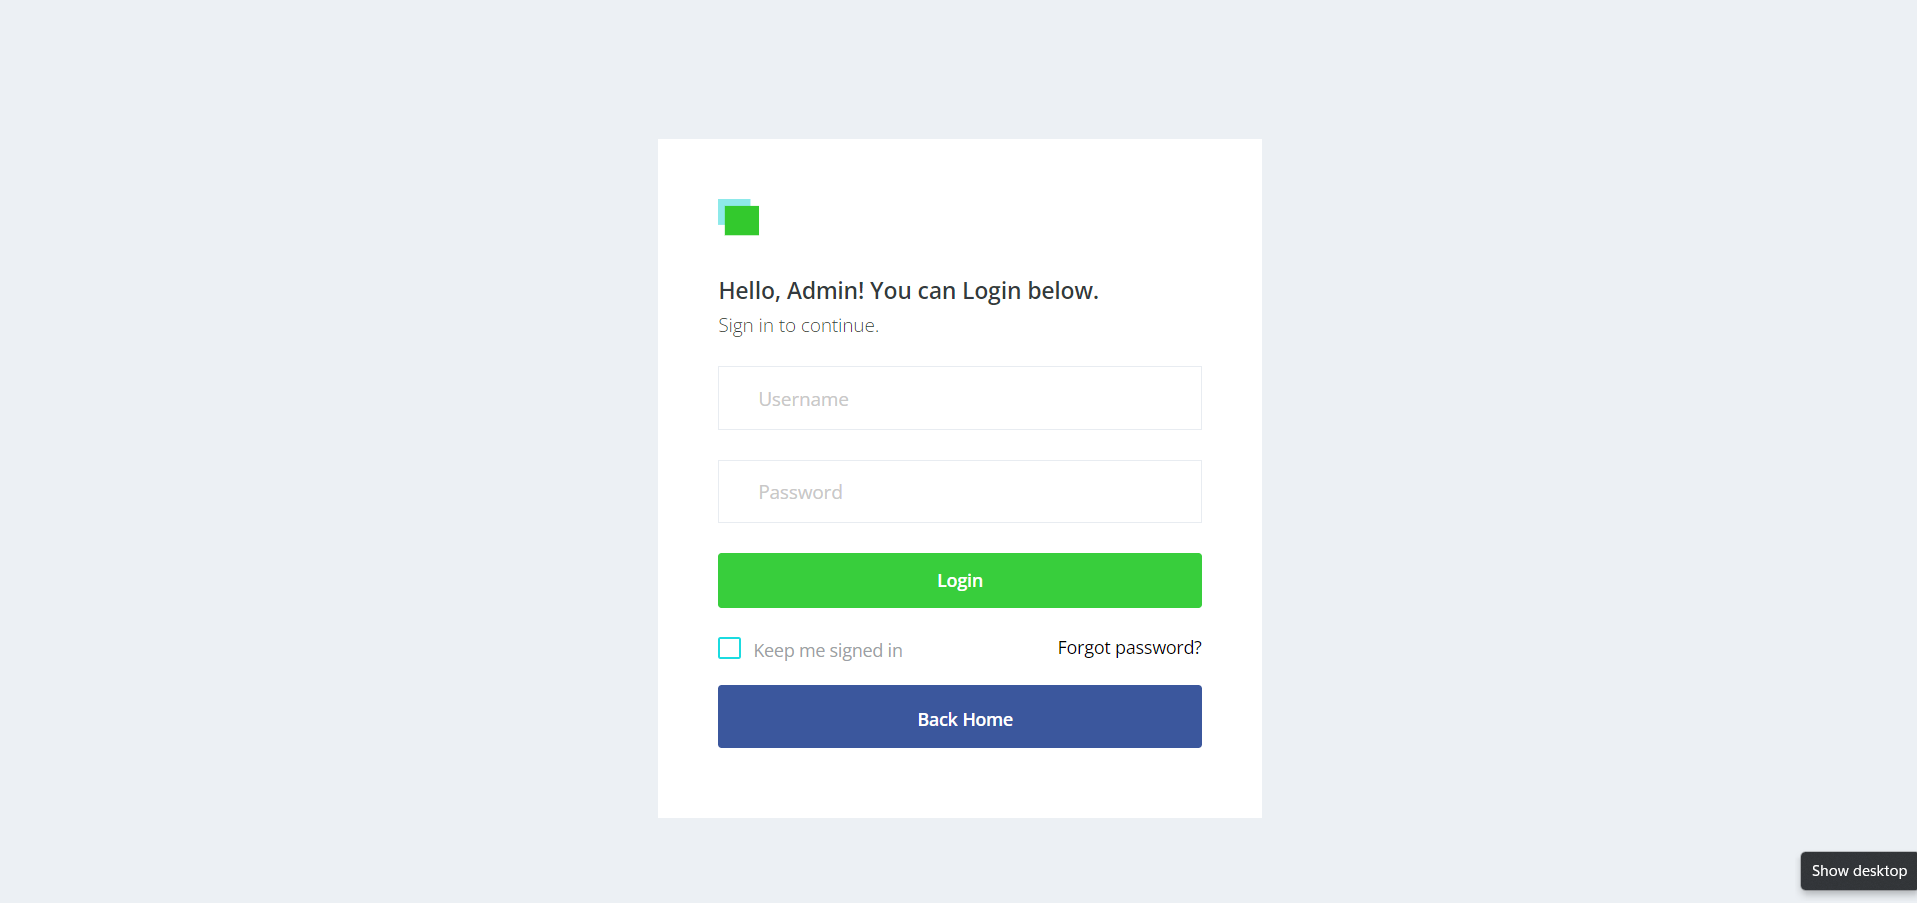 Hello, Admin! You can Login below.
Sign in to continue.
Username
Password
Login
Keep me signed in
Forgot password?
Back Home
Show desktop